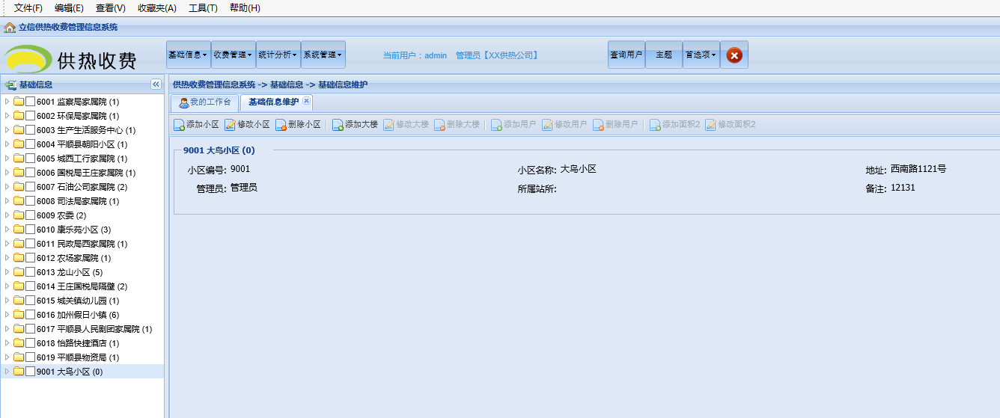 文件(F) 编辑(E) 查看(V) 收藏夹(A) 工具(T) 帮助(H)
立信供热收费管理信息系统
供热收费
基础信息 收费管理 统计分析 系统管理 当前用户：admin 管理员【XX供热公司】 查询用户 主题 首选项
基础信息
6001 监察局家属院 (1)
6002 环保局家属院 (1)
6003 生产生活服务中心 (1)
6004 平顺县朝阳小区 (1)
6005 城西工行家属院 (1)
6006 国税局王庄家属院 (1)
6007 石油公司家属院 (2)
6008 司法局家属院 (1)
6009 农委 (2)
6010 康乐苑小区 (3)
6011 民政局西家属院 (1)
6012 农场家属院 (1)
6013 龙山小区 (5)
6014 王庄国税局隔壁 (2)
6015 城关镇幼儿园 (1)
6016 加州假日小镇 (6)
6017 平顺县人民剧团家属院 (1)
6018 怡路快捷酒店 (1)
6019 平顺县物资局 (1)
9001 大鸟小区 (0)
供热收费管理信息系统 -> 基础信息 -> 基础信息维护
我的工作台 基础信息维护
添加小区 修改小区 删除小区 添加大楼 修改大楼 删除大楼 添加用户 修改用户 删除用户 添加面积2 修改面积2
9001 大鸟小区 (0)
小区编号: 9001 小区名称: 大鸟小区 地址: 西南路1121号
管理员: 管理员 所属站所: 备注: 12131